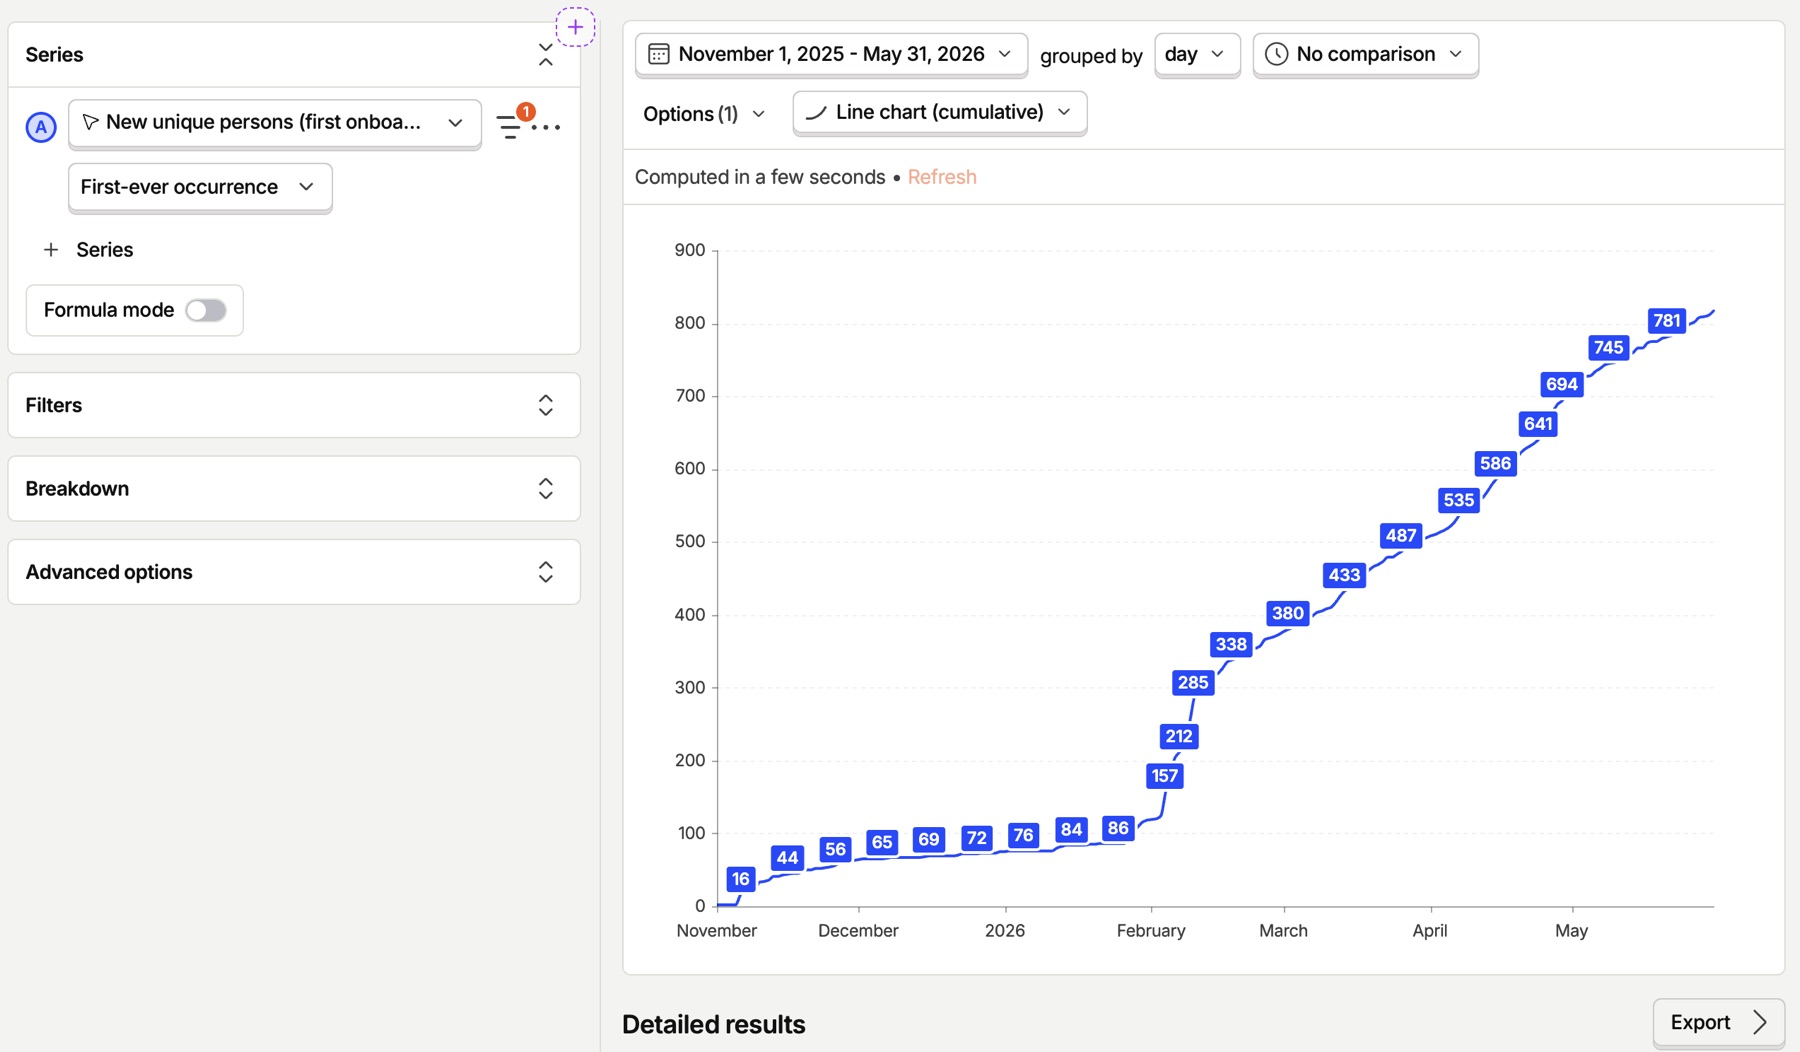 Series
A
New unique persons (first onboa...
1
First-ever occurrence
+ Series
Formula mode
Filters
Breakdown
Advanced options
November 1, 2025 - May 31, 2026
grouped by
day
No comparison
Options (1)
Line chart (cumulative)
Computed in a few seconds • Refresh
900
800
700
600
500
400
300
200
100
0
16
44
56
65
69
72
76
84
86
157
212
285
338
380
433
487
535
586
641
694
745
781
November
December
2026
February
March
April
May
Detailed results
Export